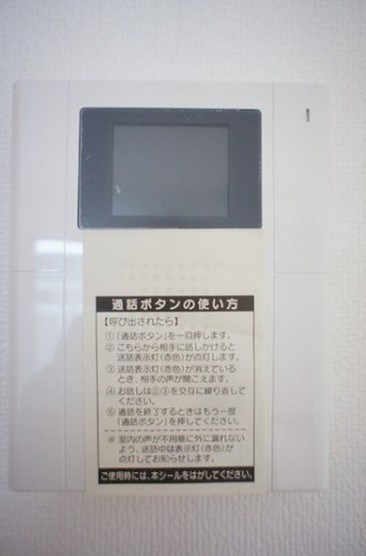 通話ボタンの使い方
【呼び出されたら】
①「通話ボタン」を一回押します。
②こちらから相手に話しかけると
送話表示灯(赤色)が点灯します。
③送話表示灯(赤色)が消えている
とき、相手の声が聞こえます。
④お話しは②③を交互に繰り返して
ください。
⑤通話を終了するときはもう一度
「通話ボタン」を押してください。
※室内の声が不用意に外に漏れない
よう、送話中は表示灯(赤色)が
点灯してお知らせします。
ご使用時には、本シールをはがしてください。